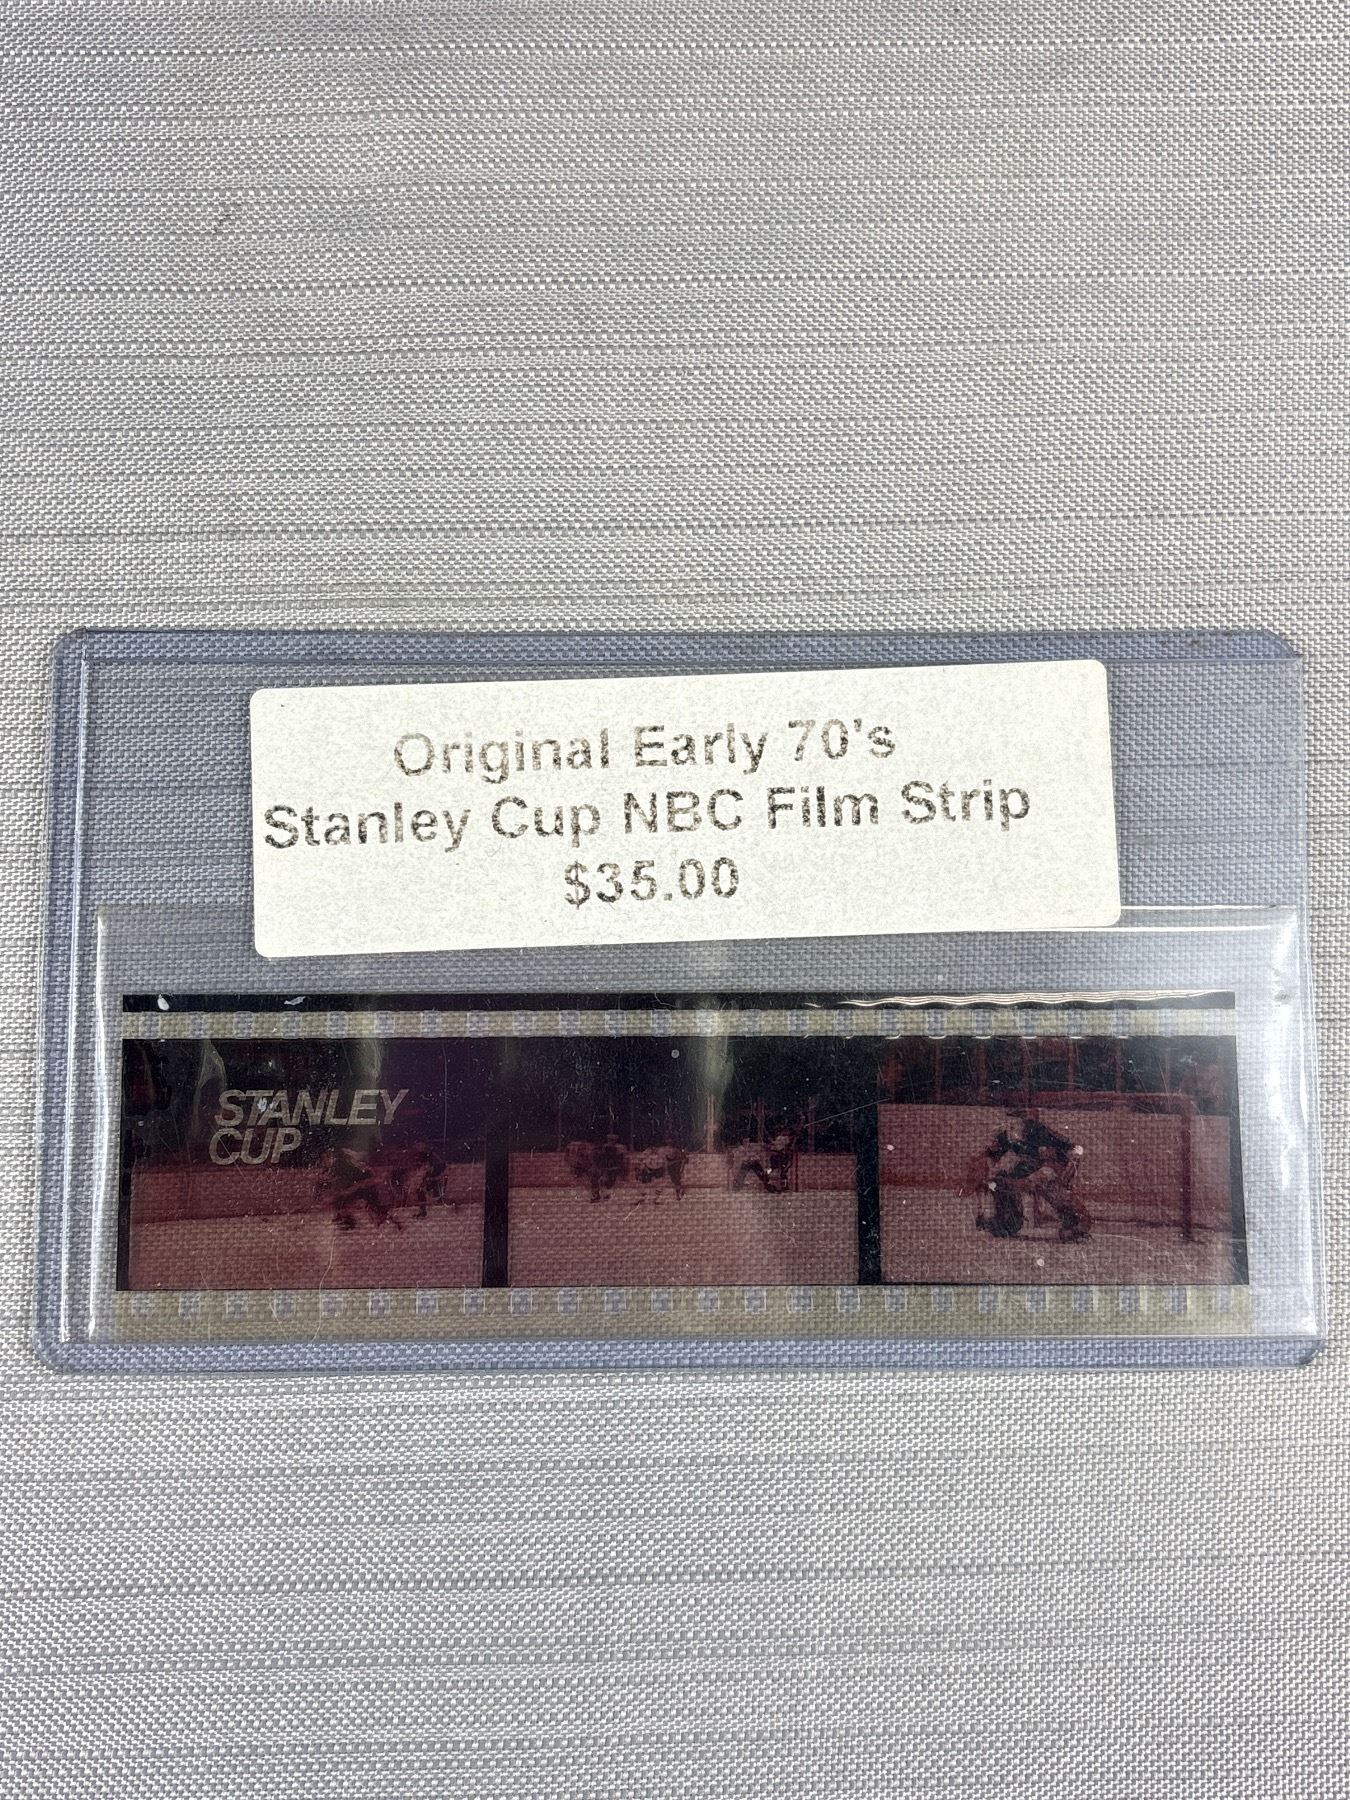 Original Early 70's
Stanley Cup NBC Film Strip
$35.00
STANLEY
CUP